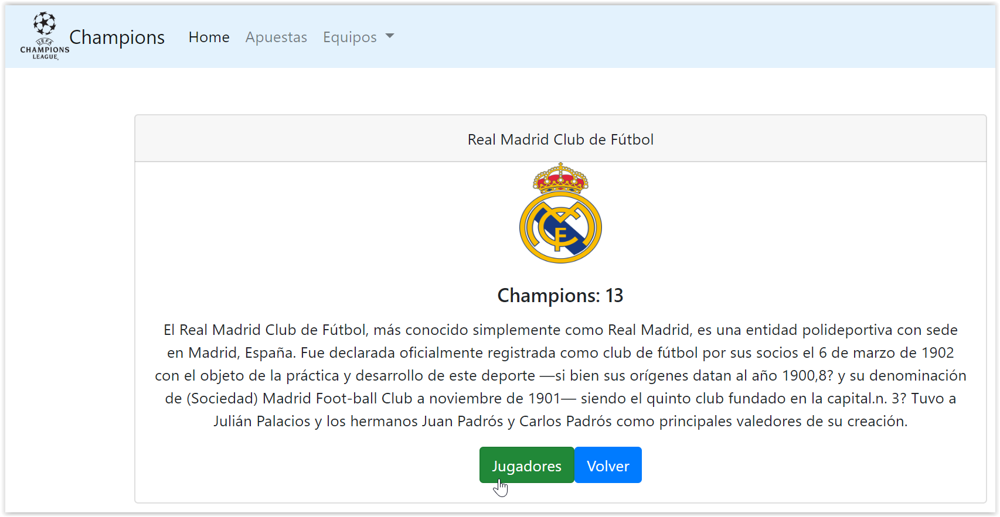 UEFA
CHAMPIONS
LEAGUE.
Champions Home Apuestas Equipos
Real Madrid Club de Fútbol
Champions: 13
El Real Madrid Club de Fútbol, más conocido simplemente como Real Madrid, es una entidad polideportiva con sede
en Madrid, España. Fue declarada oficialmente registrada como club de fútbol por sus socios el 6 de marzo de 1902
con el objeto de la práctica y desarrollo de este deporte —si bien sus orígenes datan al año 1900,8? y su denominación
de (Sociedad) Madrid Foot-ball Club a noviembre de 1901— siendo el quinto club fundado en la capital.n. 3? Tuvo a
Julián Palacios y los hermanos Juan Padrós y Carlos Padrós como principales valedores de su creación.
Jugadores Volver